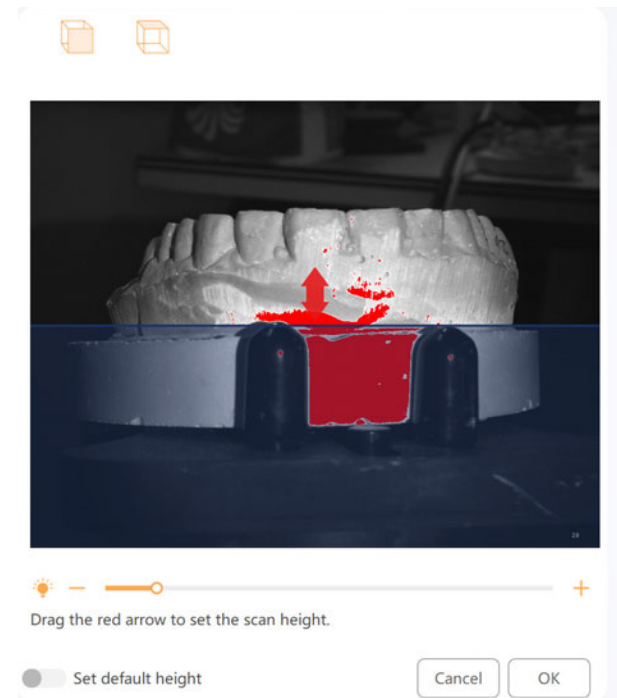 Drag the red arrow to set the scan height.
Set default height
Cancel
OK